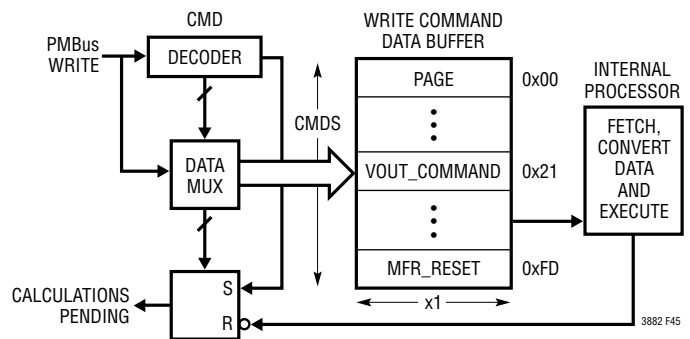 CMD
PMBus
WRITE
DECODER
DATA
MUX
S
R
CALCULATIONS
PENDING
CMDS
WRITE COMMAND
DATA BUFFER
PAGE
0x00
VOUT_COMMAND
0x21
MFR_RESET
0xFD
x1
INTERNAL
PROCESSOR
FETCH,
CONVERT
DATA
AND
EXECUTE
3882 F45